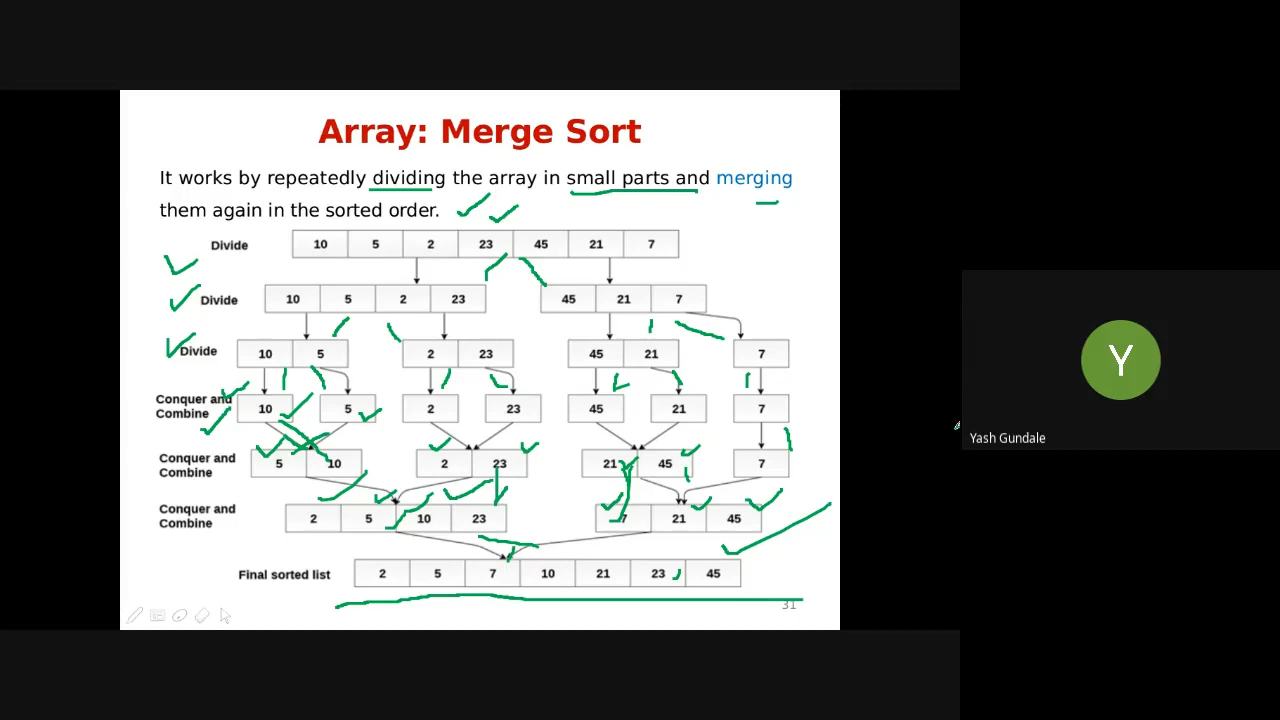 Array: Merge Sort
It works by repeatedly dividing the array in small parts and merging
them again in the sorted order.
Divide 10 5 2 23 45 21 7
Divide 10 5 2 23 45 21 7
Divide 10 5 2 23 45 21 7
Conquer and
Combine 10 5 2 23 45 21 7
Conquer and
Combine 5 10 2 23 21 45 7
Conquer and
Combine 2 5 10 23 7 21 45
Final sorted list 2 5 7 10 21 23 45
31
Y
Yash Gundale